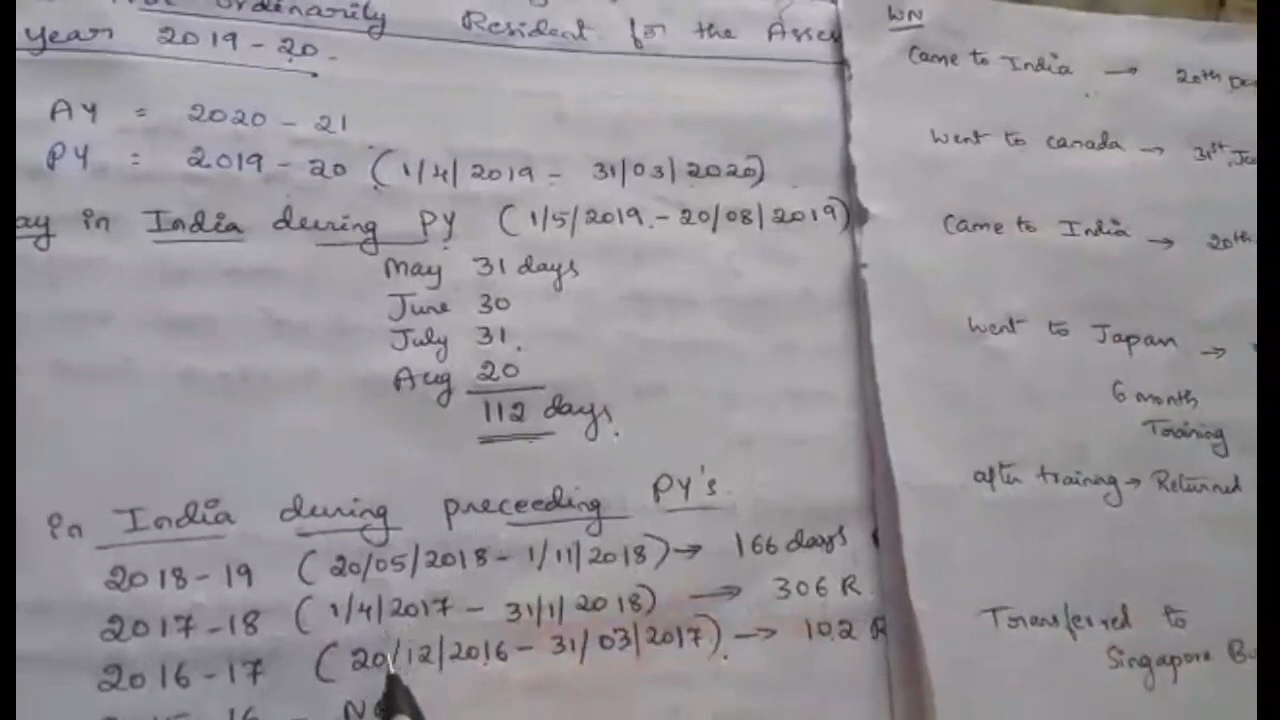 ordinarily Resident for the Asse
year 2019-20.
AY = 2020-21
PY = 2019-20 (1/4/2019 - 31/03/2020)
ay in India during PY (1/5/2019 - 20/08/2019)
May 31 days
June 30
July 31.
Aug 20
112 days.
in India during preceeding PY's
2018-19 (20/05/2018 - 1/11/2018) → 166 days
2017-18 (1/4/2017 - 31/1/2018) → 306 R
2016-17 (20/12/2016 - 31/03/2017). → 102 R
WN
Came to India → 20th
Went to canada → 31st
Came to India → 20th
Went to Japan →
6 month
Training
after training → Returned
Transferred to
Singapore